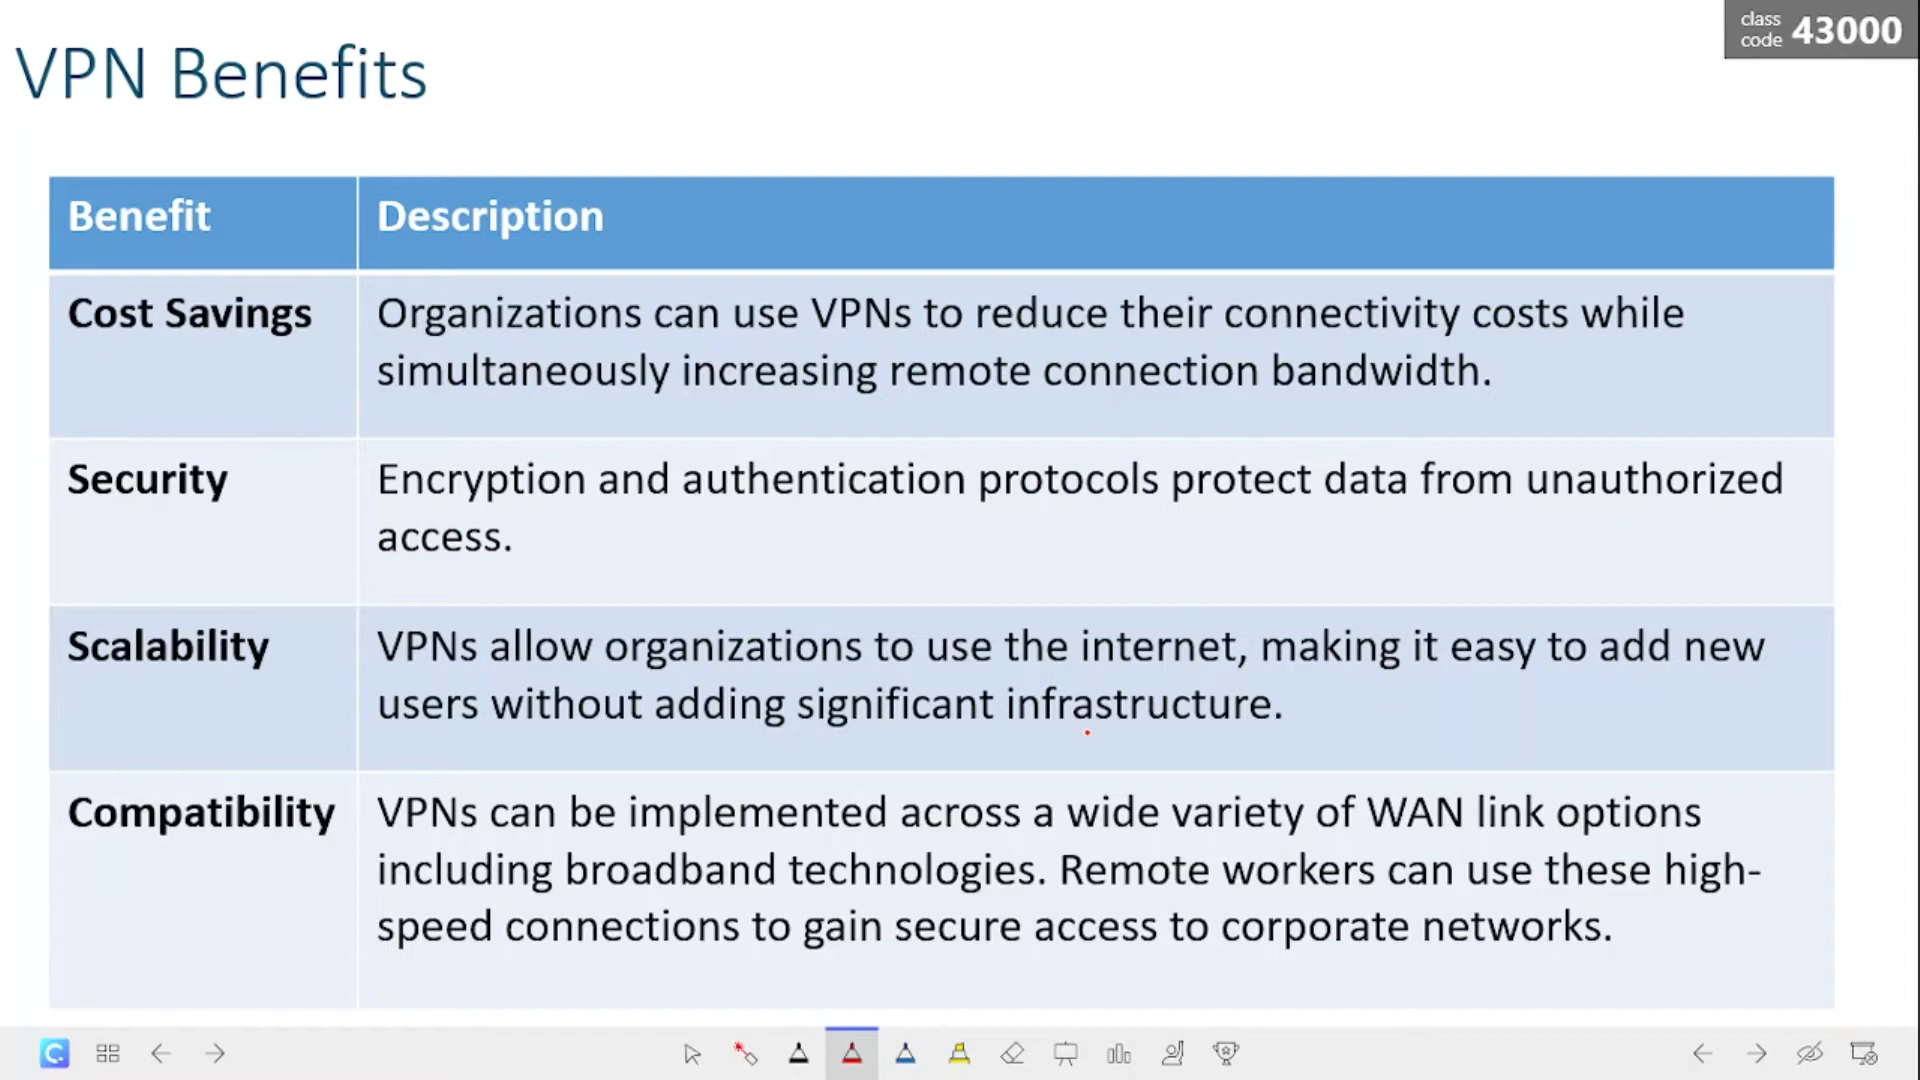 class
code 43000
VPN Benefits
Benefit
Description
Cost Savings
Organizations can use VPNs to reduce their connectivity costs while
simultaneously increasing remote connection bandwidth.
Security
Encryption and authentication protocols protect data from unauthorized
access.
Scalability
VPNs allow organizations to use the internet, making it easy to add new
users without adding significant infrastructure.
Compatibility
VPNs can be implemented across a wide variety of WAN link options
including broadband technologies. Remote workers can use these high-
speed connections to gain secure access to corporate networks.